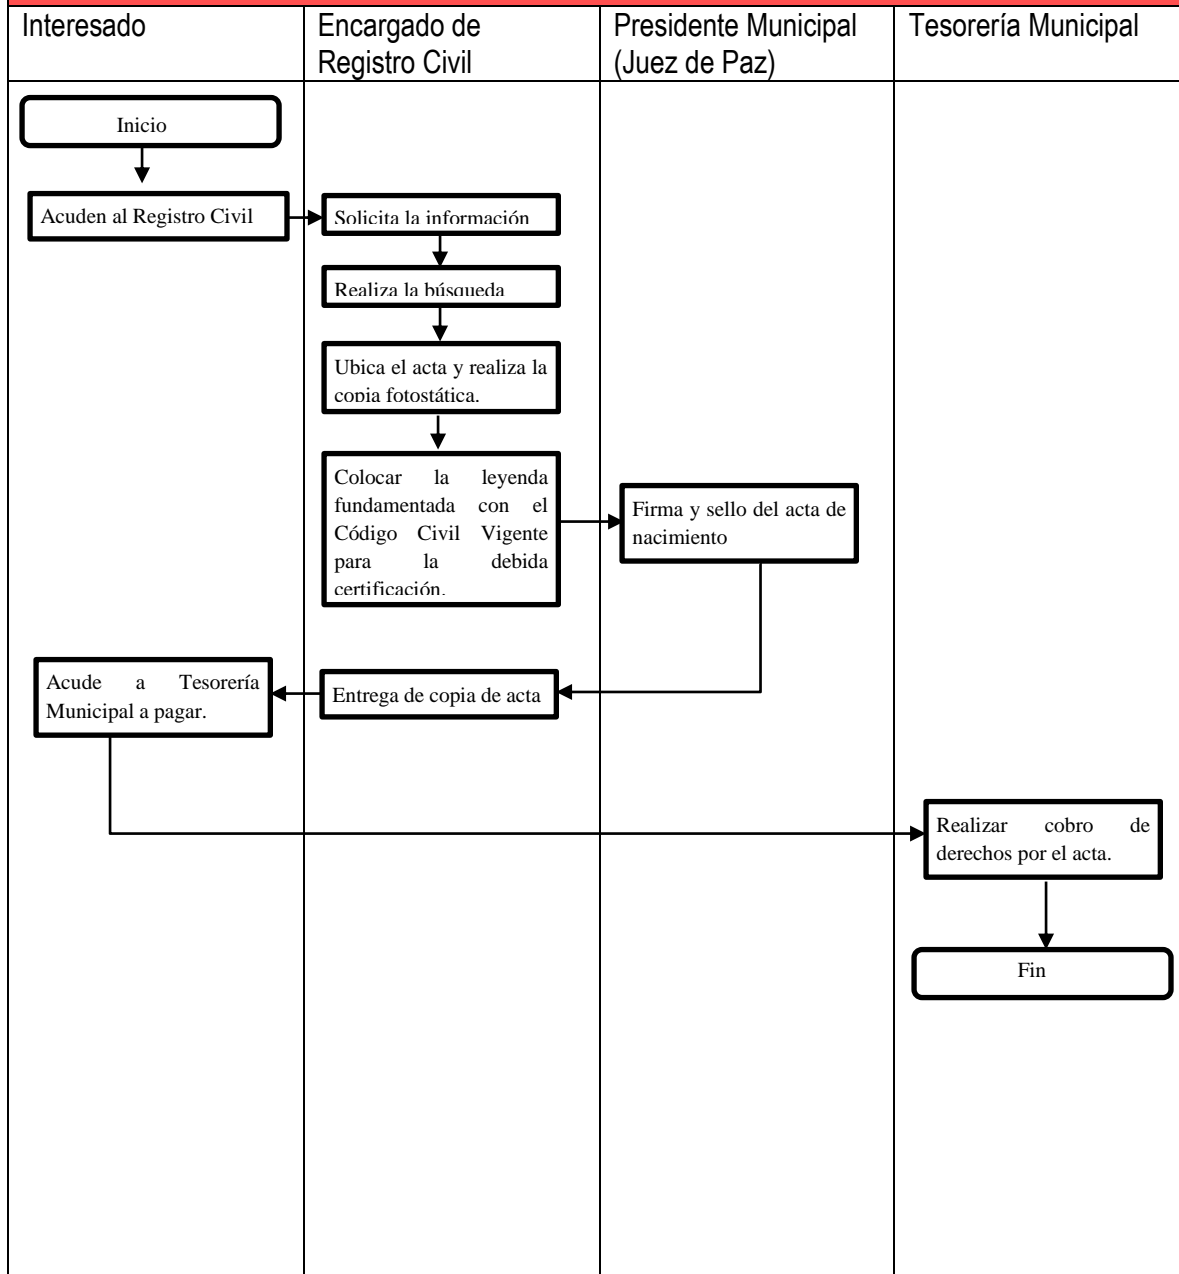 Interesado
Encargado de
Registro Civil
Presidente Municipal
(Juez de Paz)
Tesorería Municipal
Inicio
Acuden al Registro Civil
Solicita la información
Realiza la búsqueda
Ubica el acta y realiza la
copia fotostática.
Colocar la leyenda
fundamentada con el
Código Civil Vigente
para la debida
certificación.
Firma y sello del acta de
nacimiento
Entrega de copia de acta
Acude a Tesorería
Municipal a pagar.
Realizar cobro de
derechos por el acta.
Fin